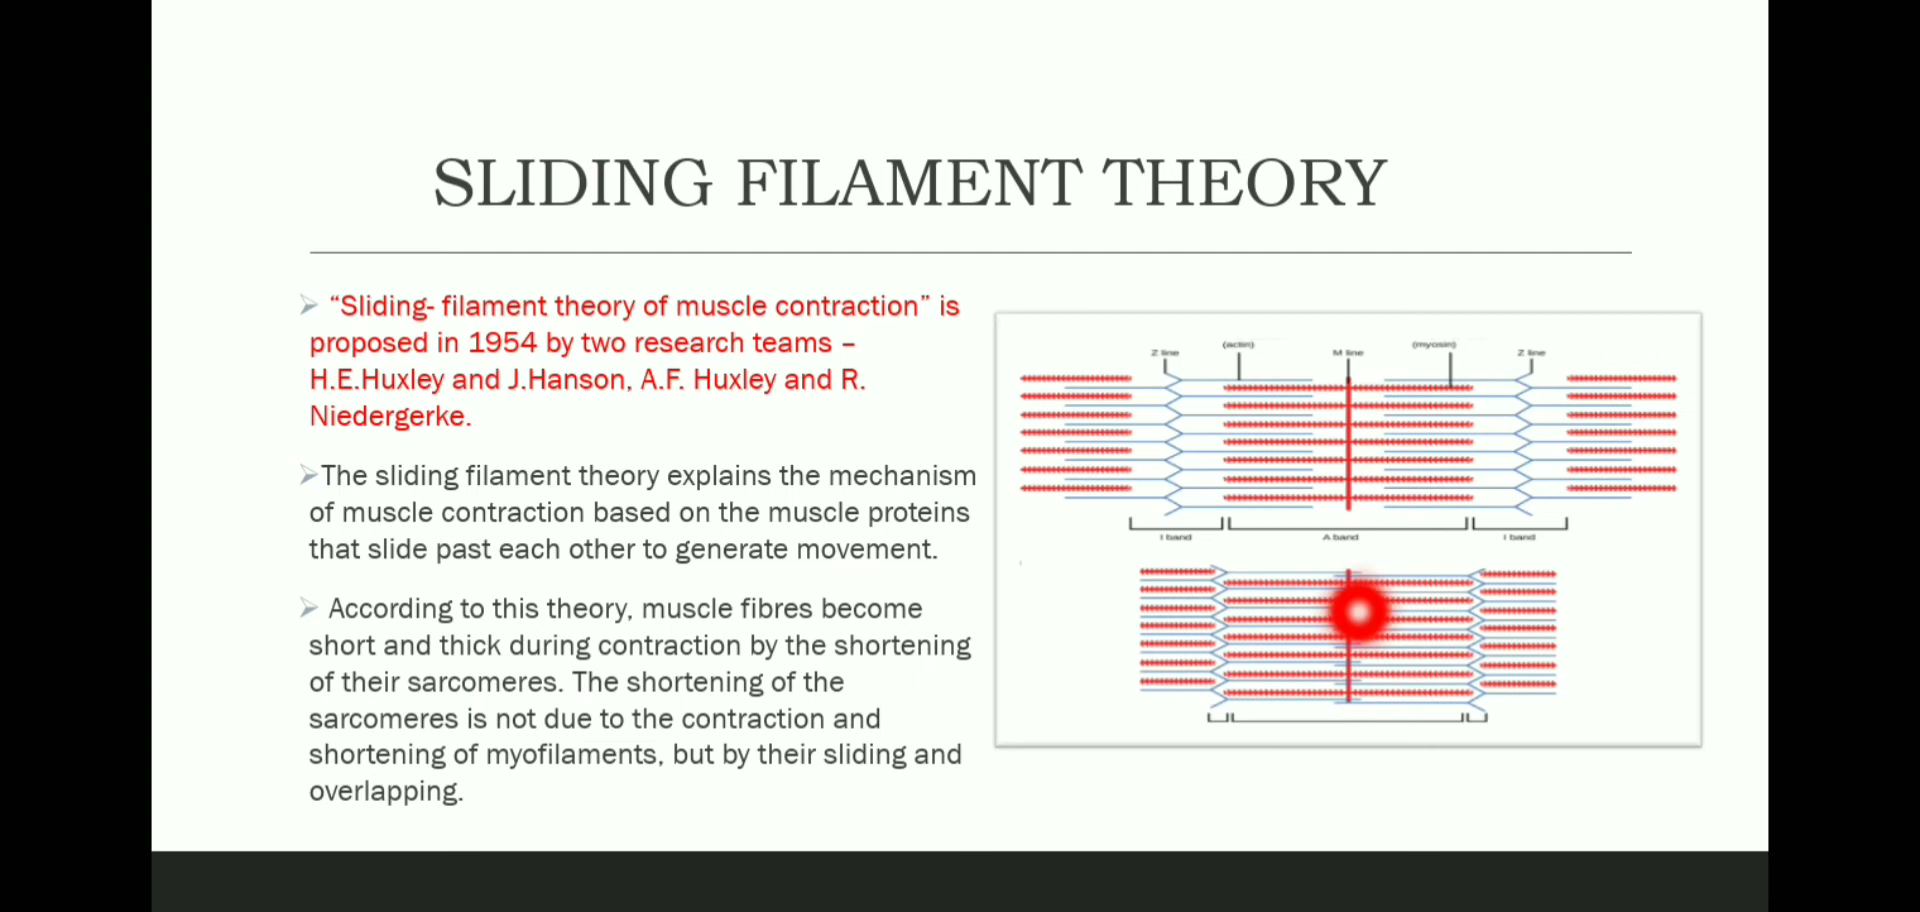 SLIDING FILAMENT THEORY
“Sliding- filament theory of muscle contraction” is
proposed in 1954 by two research teams –
H.E.Huxley and J.Hanson, A.F. Huxley and R.
Niedergerke.
The sliding filament theory explains the mechanism
of muscle contraction based on the muscle proteins
that slide past each other to generate movement.
According to this theory, muscle fibres become
short and thick during contraction by the shortening
of their sarcomeres. The shortening of the
sarcomeres is not due to the contraction and
shortening of myofilaments, but by their sliding and
overlapping.
Z line (actin) M line (myosin) Z line
I band A band I band